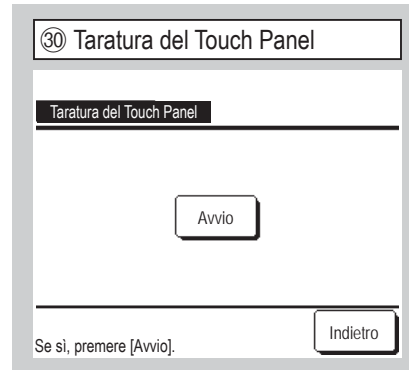 ㉚ Taratura del Touch Panel
Taratura del Touch Panel
Avvio
Se sì, premere [Avvio].
Indietro